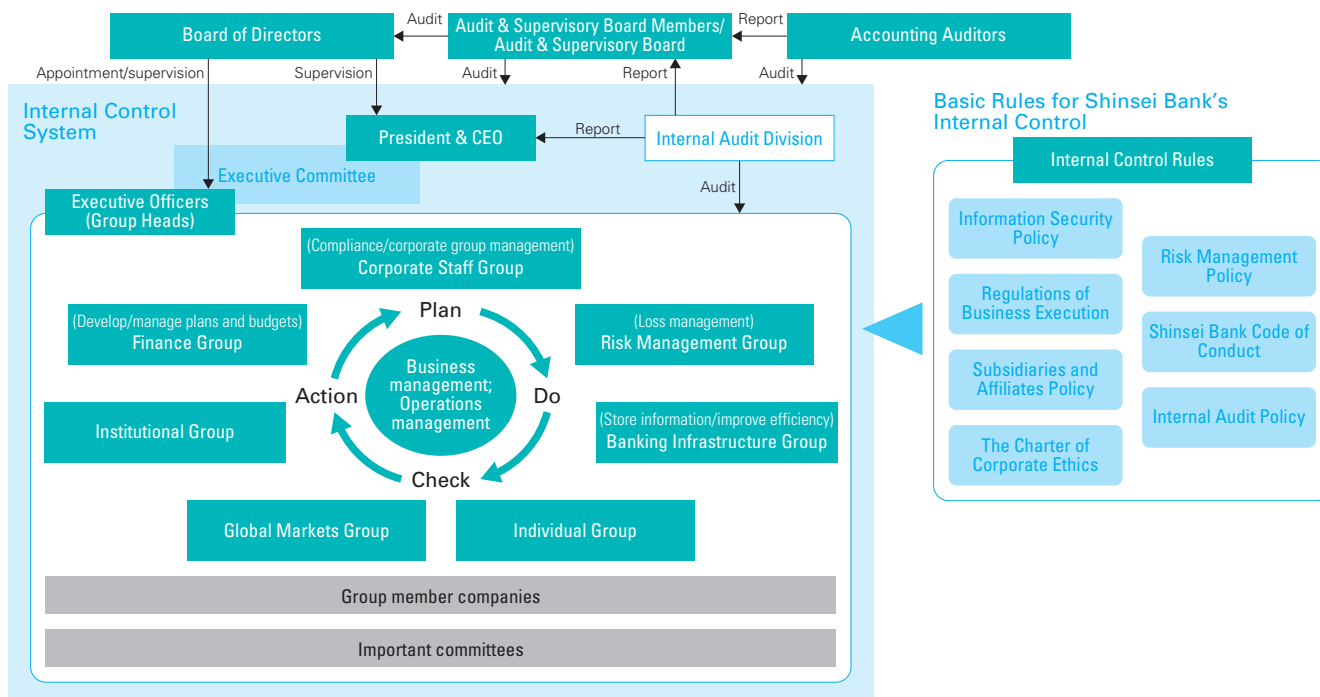 Board of Directors
Audit
Audit & Supervisory Board Members/
Audit & Supervisory Board
Report
Accounting Auditors
Appointment/supervision
Supervision
Audit
Report
Audit
Internal Control
System
President & CEO
Report
Internal Audit Division
Executive Committee
Audit
Executive Officers
(Group Heads)
(Compliance/corporate group management)
Corporate Staff Group
(Develop/manage plans and budgets)
Finance Group
Plan
(Loss management)
Risk Management Group
Business
management;
Operations
management
Action
Do
Institutional Group
(Store information/improve efficiency)
Banking Infrastructure Group
Check
Global Markets Group
Individual Group
Group member companies
Important committees
Basic Rules for Shinsei Bank's
Internal Control
Internal Control Rules
Information Security
Policy
Regulations of
Business Execution
Subsidiaries and
Affiliates Policy
The Charter of
Corporate Ethics
Risk Management
Policy
Shinsei Bank Code of
Conduct
Internal Audit Policy